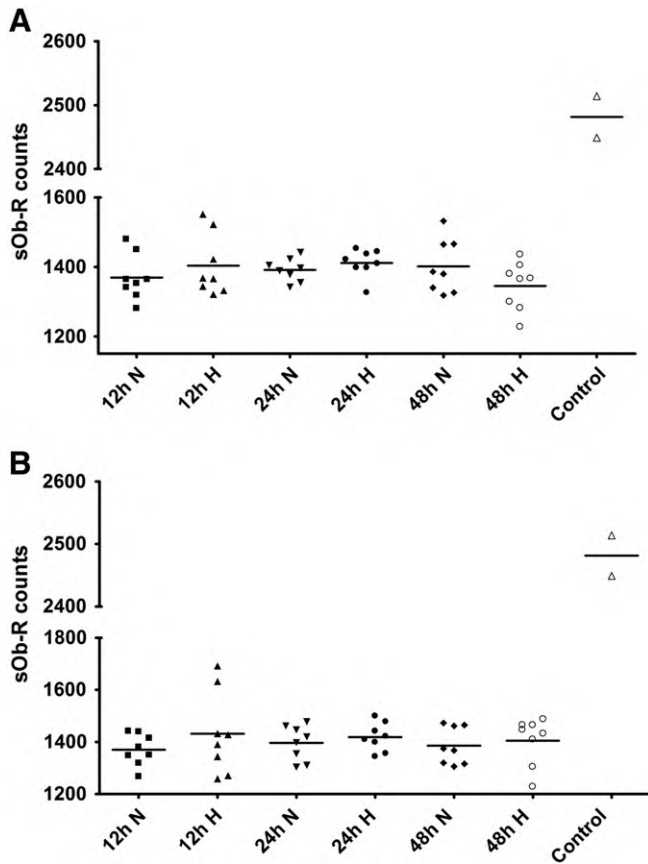 A
2600
2500
2400
1600
1400
1200
sOb-R counts
12h N
12h H
24h N
24h H
48h N
48h H
Control
B
2600
2500
2400
1800
1600
1400
1200
sOb-R counts
12h N
12h H
24h N
24h H
48h N
48h H
Control